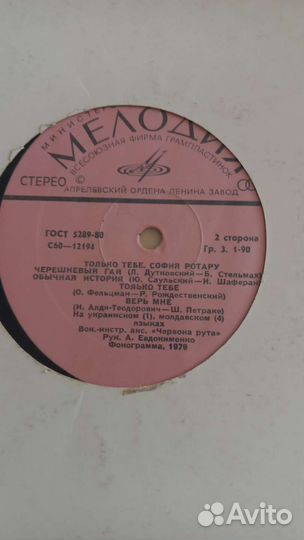 МИНИСТЕ
МЕЛОДИЯ
ВСЕСОЮЗНАЯ ФИРМА ГРАМПЛАСТИНОК
СТЕРЕО
АПРЕЛЕВСКИЙ ОРДЕНА ЛЕНИНА ЗАВОД
ГОСТ 5289-80
2 сторона
С60—12194
Гр. 3. 1-90
ТОЛЬКО ТЕБЕ. СОФИЯ РОТАРУ
ЧЕРЕШНЕВЫЙ ГАЙ (Л. Дутковский—Б. Стельмах)
ОБЫЧНАЯ ИСТОРИЯ (Ю. Саульский—И. Шаферан)
ТОЛЬКО ТЕБЕ
(О. Фельцман—Р. Рождественский)
ВЕРЬ МНЕ
(И. Алди-Теодорович—Ш. Петраке)
На украинском (1), молдавском (4)
языках
Вок.-инстр. анс. «Червона рута»
Рук. А. Евдокименко
Фонограмма, 1979
Avito